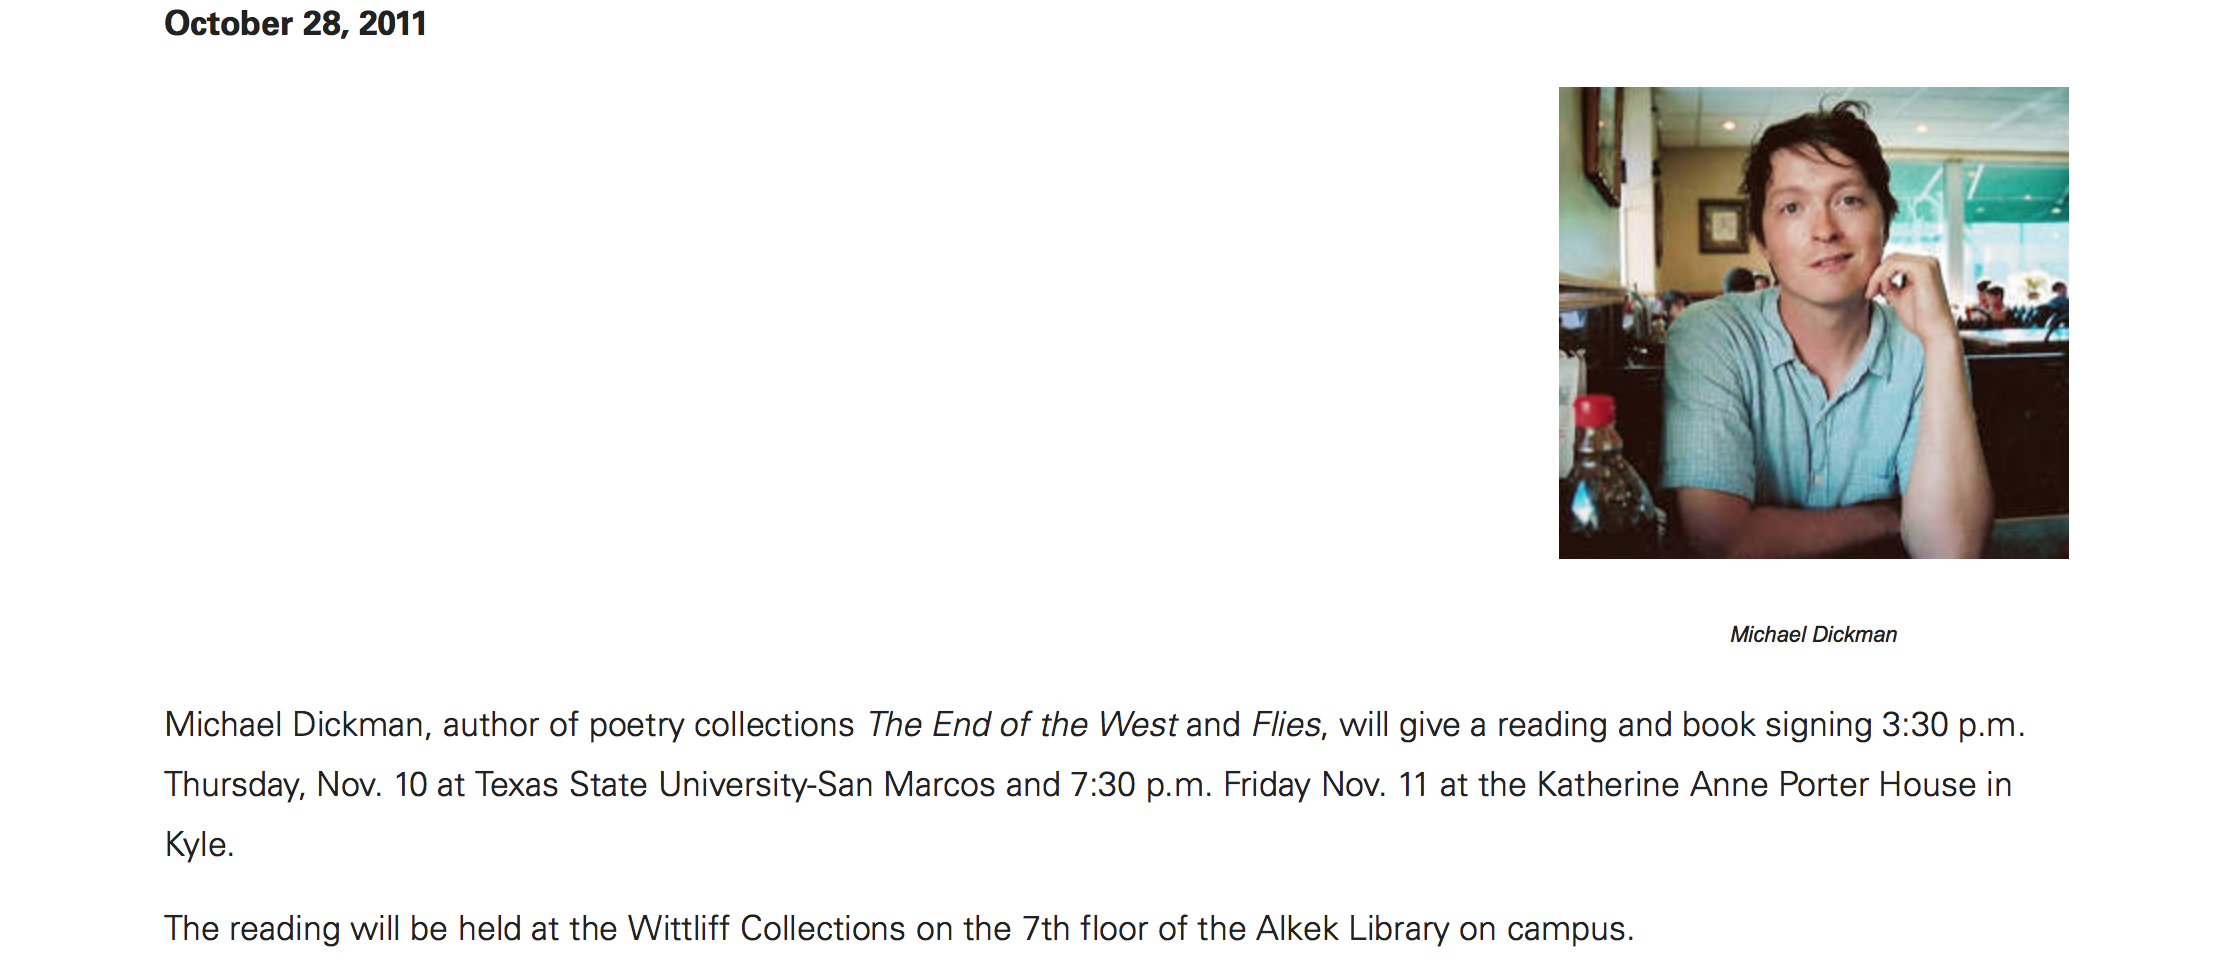 October 28, 2011
Michael Dickman
Michael Dickman, author of poetry collections The End of the West and Flies, will give a reading and book signing 3:30 p.m.
Thursday, Nov. 10 at Texas State University-San Marcos and 7:30 p.m. Friday Nov. 11 at the Katherine Anne Porter House in
Kyle.
The reading will be held at the Wittliff Collections on the 7th floor of the Alkek Library on campus.